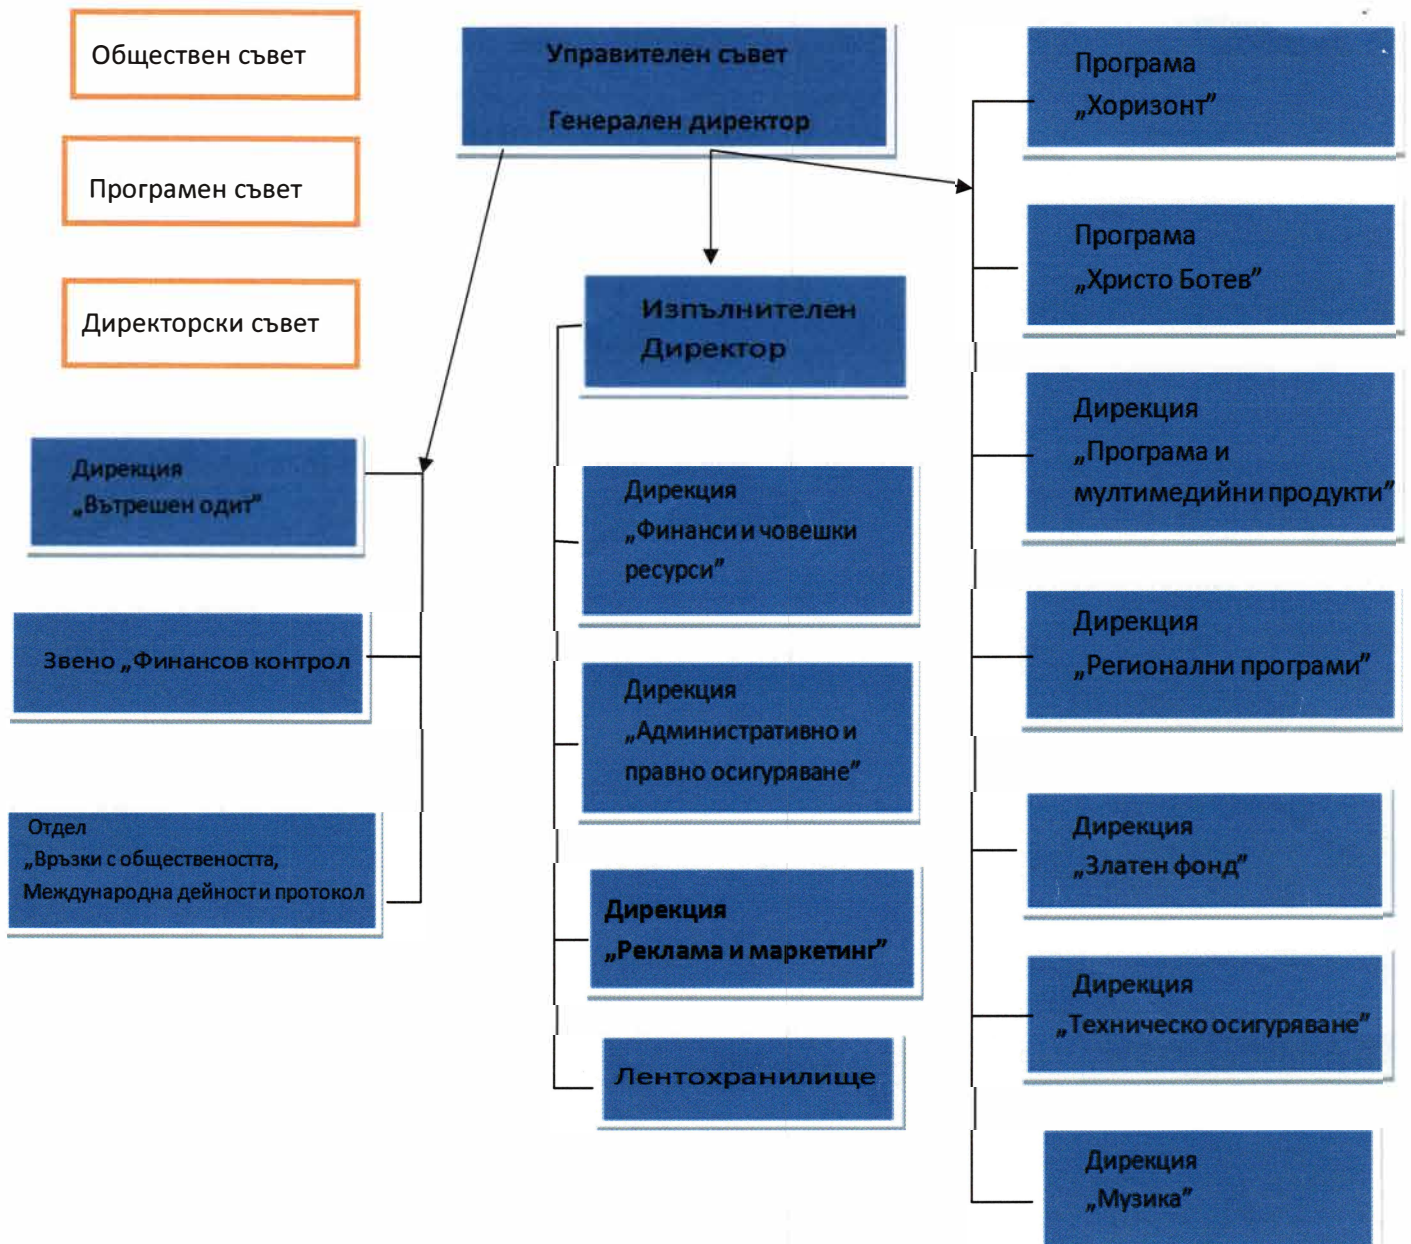 Обществен съвет
Програмен съвет
Директорски съвет
Управителен съвет
Генерален директор
Изпълнителен
Директор
Дирекция
„Вътрешен одит”
Звено „Финансов контрол
Отдел
„Връзки с обществеността,
Международна дейност и протокол
Дирекция
„Финанси и човешки
ресурси”
Дирекция
„Административно и
правно осигуряване”
Дирекция
„Реклама и маркетинг”
Лентохранилище
Програма
„Хоризонт”
Програма
„Христо Ботев”
Дирекция
„Програма и
мултимедийни продукти”
Дирекция
„Регионални програми”
Дирекция
„Златен фонд”
Дирекция
„Техническо осигуряване”
Дирекция
„Музика”